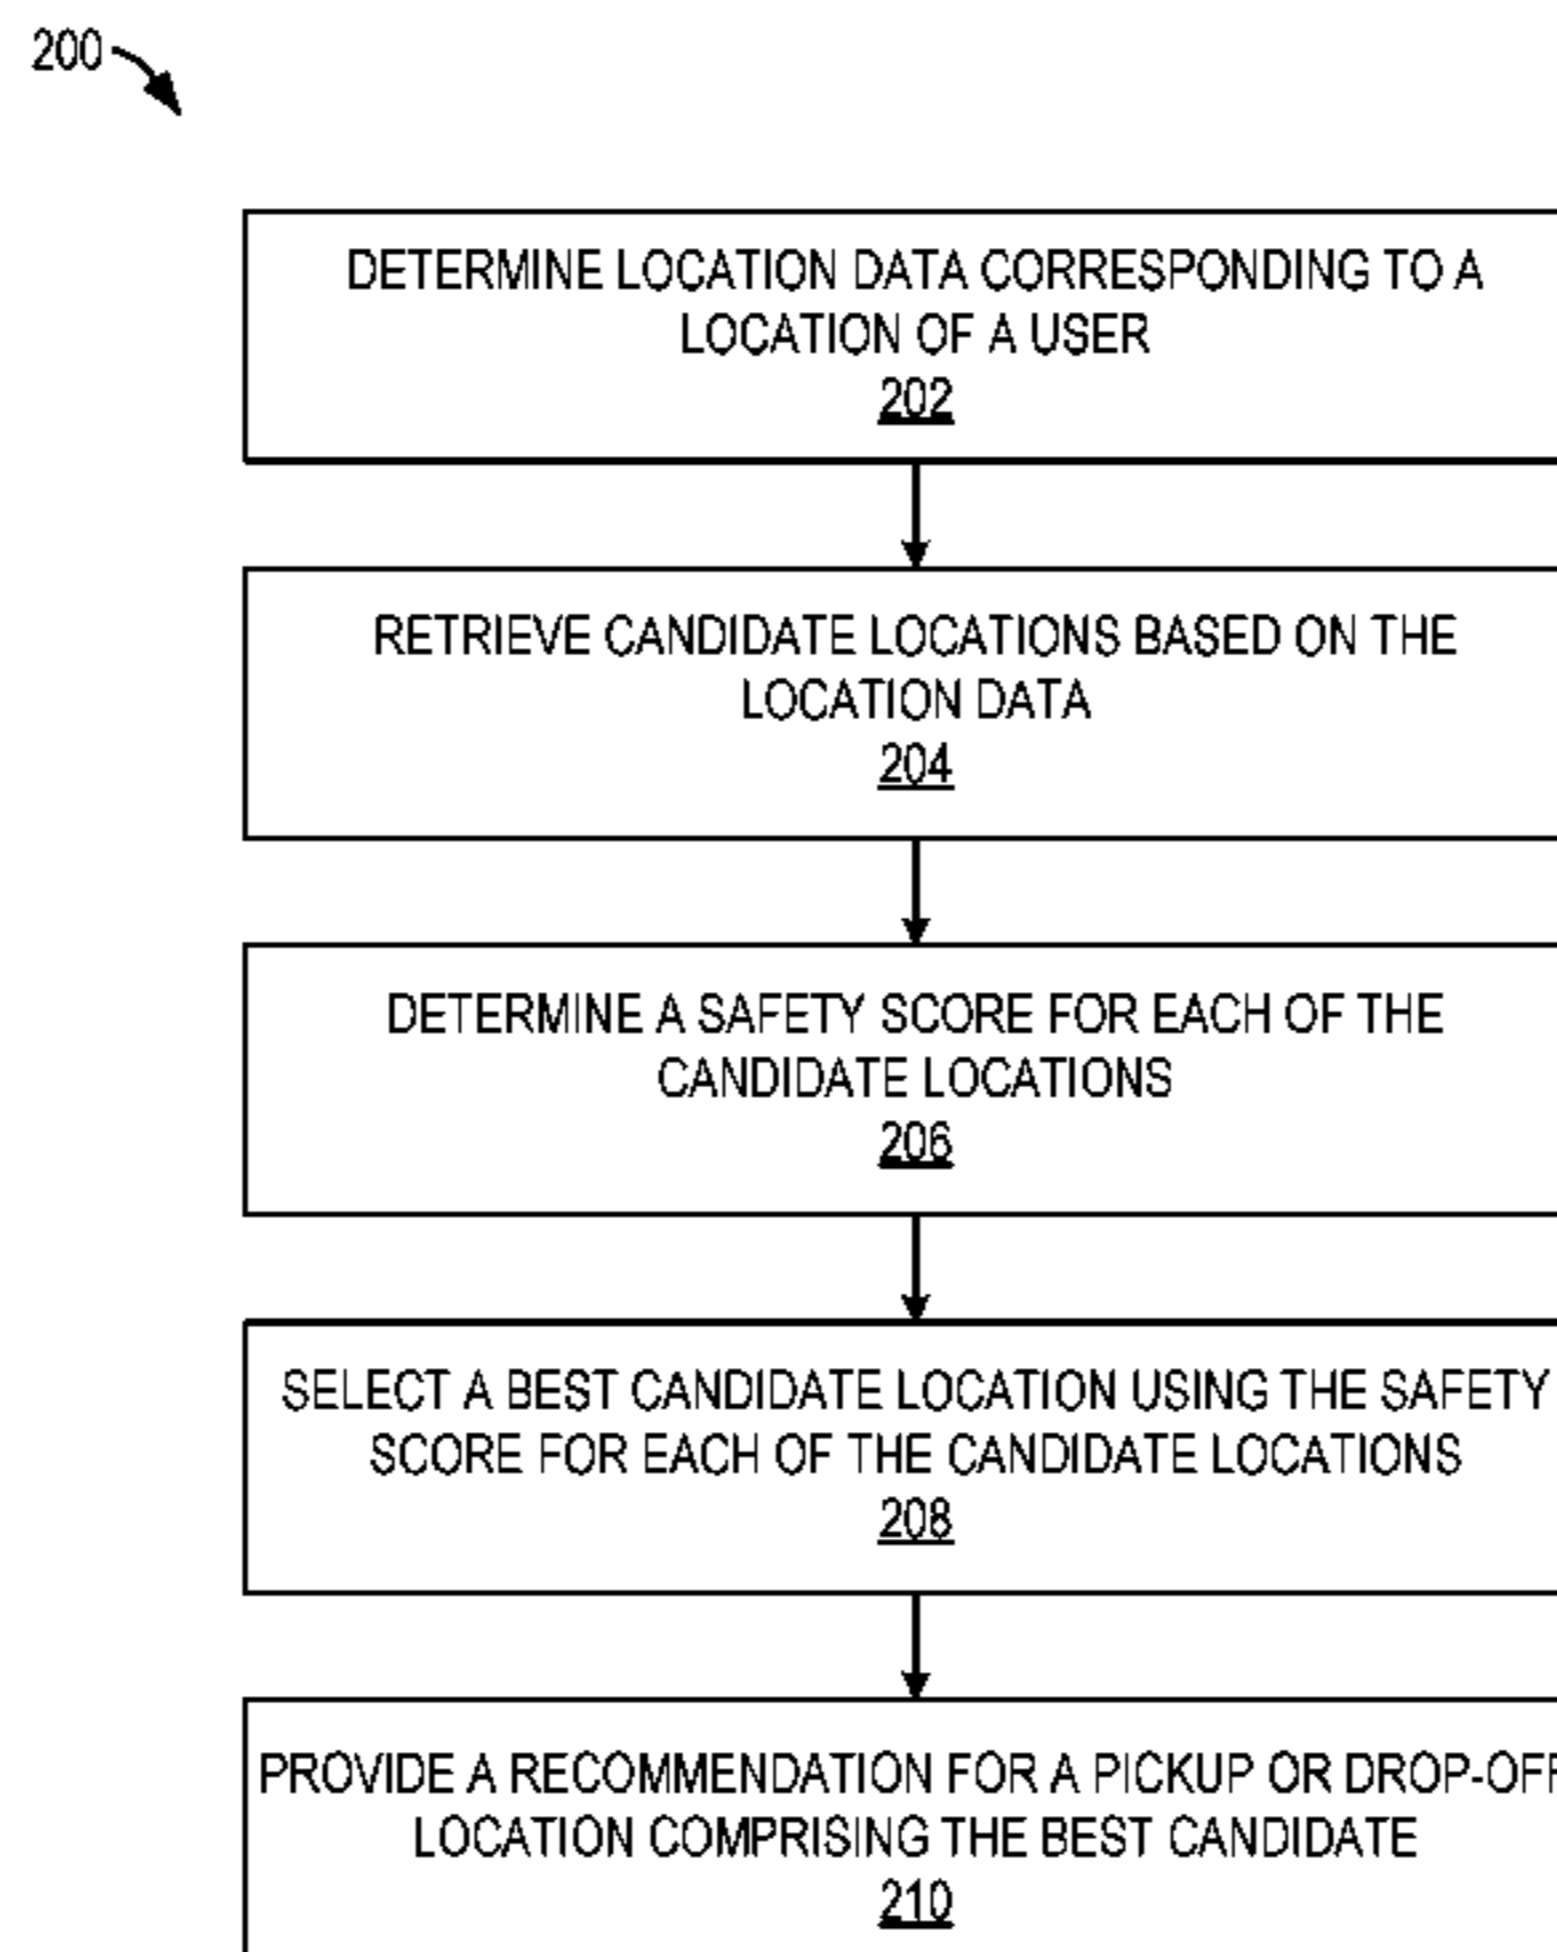 200
DETERMINE LOCATION DATA CORRESPONDING TO A
LOCATION OF A USER
202
RETRIEVE CANDIDATE LOCATIONS BASED ON THE
LOCATION DATA
204
DETERMINE A SAFETY SCORE FOR EACH OF THE
CANDIDATE LOCATIONS
206
SELECT A BEST CANDIDATE LOCATION USING THE SAFETY
SCORE FOR EACH OF THE CANDIDATE LOCATIONS
208
PROVIDE A RECOMMENDATION FOR A PICKUP OR DROP-OFF
LOCATION COMPRISING THE BEST CANDIDATE
210